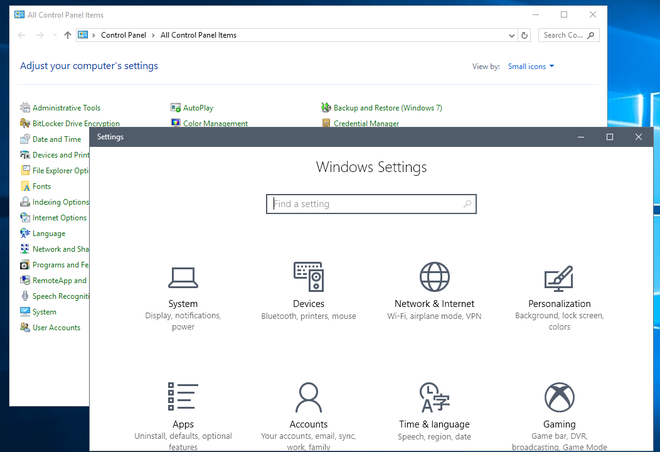 All Control Panel Items
Control Panel > All Control Panel Items
Search Co...
Adjust your computer's settings
View by: Small icons
Administrative Tools
AutoPlay
Backup and Restore (Windows 7)
BitLocker Drive Encryption
Color Management
Credential Manager
Date and Time
Devices and Print
File Explorer Opti
Fonts
Indexing Options
Internet Options
Language
Network and Sha
Programs and Fe
RemoteApp and
Speech Recogniti
System
User Accounts
Settings
Windows Settings
Find a setting
System
Display, notifications,
power
Devices
Bluetooth, printers, mouse
Network & Internet
Wi-Fi, airplane mode, VPN
Personalization
Background, lock screen,
colors
Apps
Uninstall, defaults, optional
features
Accounts
Your accounts, email, sync,
work, family
Time & language
Speech, region, date
Gaming
Game bar, DVR,
broadcasting, Game Mode